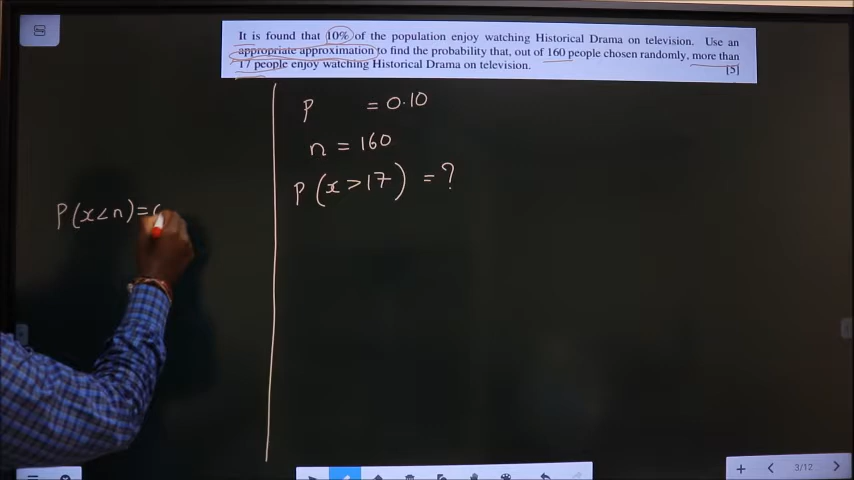 It is found that 10% of the population enjoy watching Historical Drama on television. Use an
appropriate approximation to find the probability that, out of 160 people chosen randomly, more than
17 people enjoy watching Historical Drama on television.
[5]
p = 0.10
n = 160
P(x>17) = ?
P(x<n)=
3/12